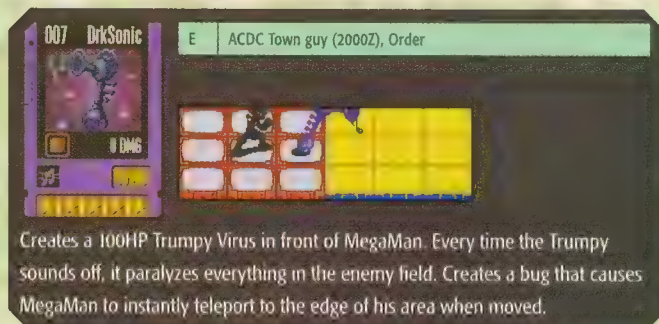 007 DrkSonic
E ACDC Town guy (2000Z), Order
0 DMG
Creates a 100HP Trumpy Virus in front of MegaMan. Every time the Trumpy
sounds off, it paralyzes everything in the enemy field. Creates a bug that causes
MegaMan to instantly teleport to the edge of his area when moved.